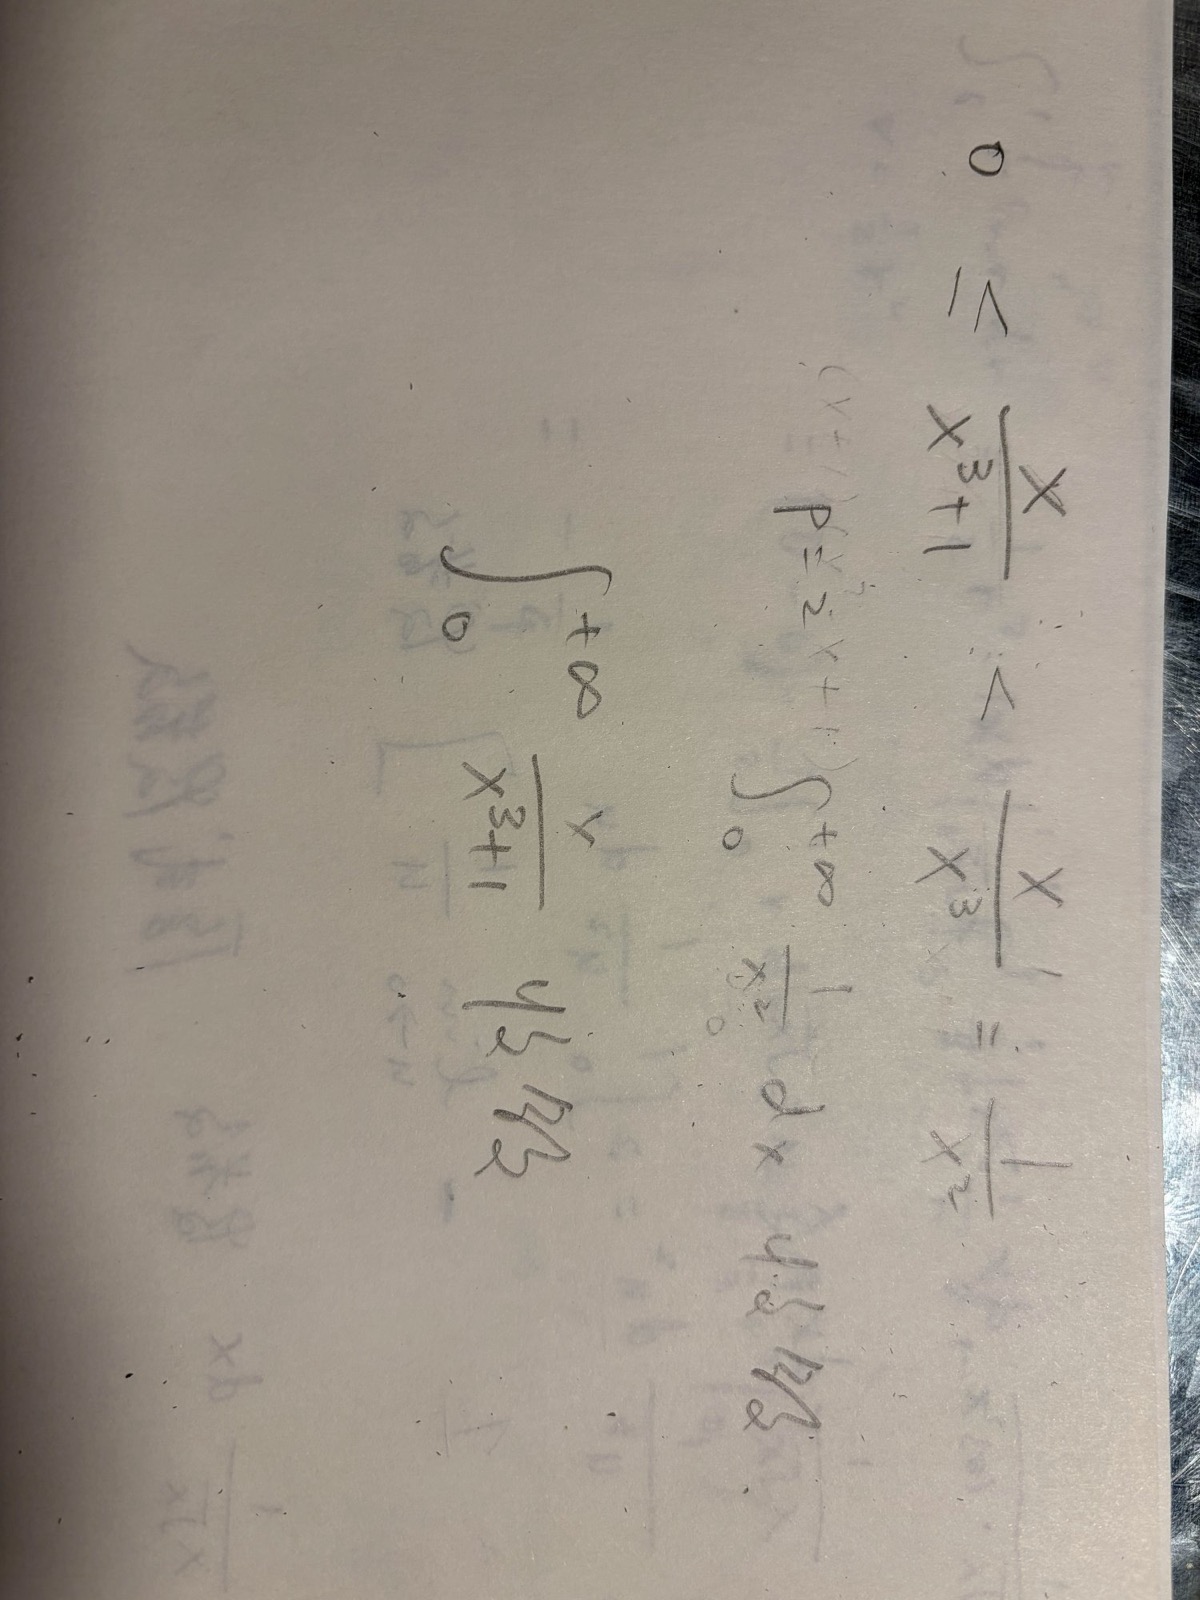 0 ≤ x/(x³+1) < x/x³ = 1/x²
p=2 ∫₀^{+∞} 1/x² dx 收敛
∫₀^{+∞} x/(x³+1) 收敛